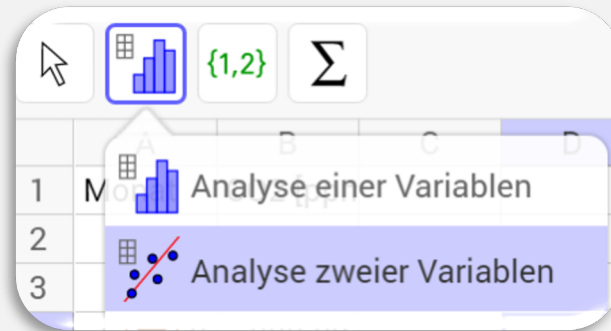 {1,2} Σ
A B C D
1
Analyse einer Variablen
2
Analyse zweier Variablen
3